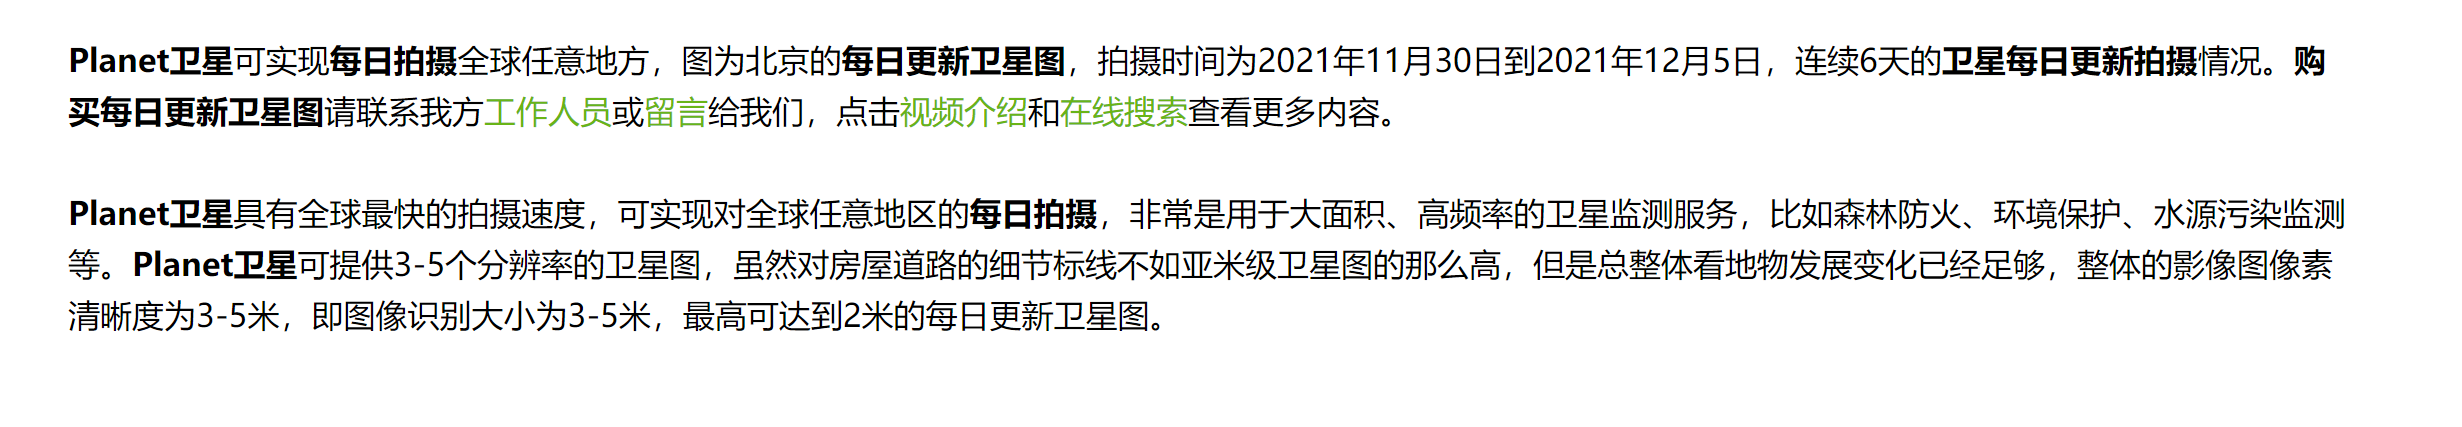 Planet卫星可实现每日拍摄全球任意地方，图为北京的每日更新卫星图，拍摄时间为2021年11月30日到2021年12月5日，连续6天的卫星每日更新拍摄情况。购
买每日更新卫星图请联系我方工作人员或留言给我们，点击视频介绍和在线搜索查看更多内容。
Planet卫星具有全球最快的拍摄速度，可实现对全球任意地区的每日拍摄，非常是用于大面积、高频率的卫星监测服务，比如森林防火、环境保护、水源污染监测
等。Planet卫星可提供3-5个分辨率的卫星图，虽然对房屋道路的细节标线不如亚米级卫星图的那么高，但是总整体看地物发展变化已经足够，整体的影像图像素
清晰度为3-5米，即图像识别大小为3-5米，最高可达到2米的每日更新卫星图。